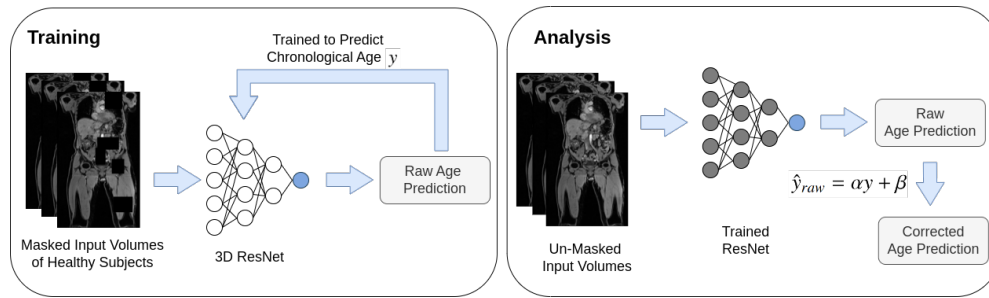 Training
Trained to Predict
Chronological Age y
Raw Age
Prediction
Masked Input Volumes
of Healthy Subjects
3D ResNet
Analysis
Raw
Age Prediction
ŷ_raw = αy + β
Corrected
Age Prediction
Un-Masked
Input Volumes
Trained
ResNet